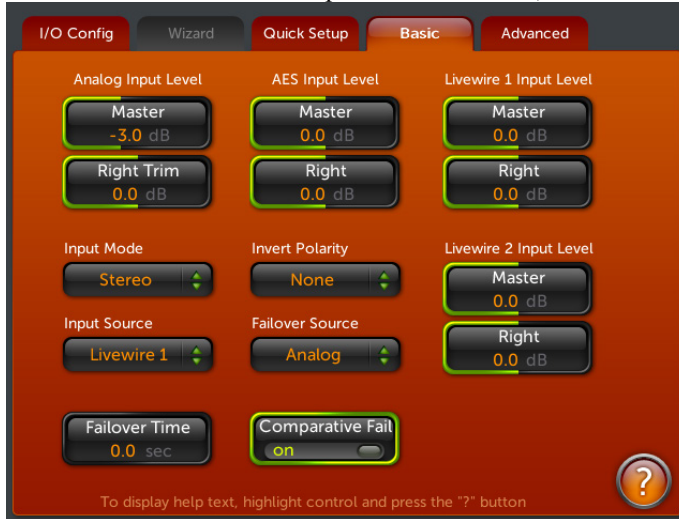 I/O Config
Wizard
Quick Setup
Basic
Advanced
Analog Input Level
AES Input Level
Livewire 1 Input Level
Master
-3.0 dB
Master
0.0 dB
Master
0.0 dB
Right Trim
0.0 dB
Right
0.0 dB
Right
0.0 dB
Input Mode
Invert Polarity
Livewire 2 Input Level
Stereo
None
Master
0.0 dB
Input Source
Failover Source
Livewire 1
Analog
Right
0.0 dB
Failover Time
0.0 sec
Comparative Fail
on
?
To display help text, highlight control and press the "?" button